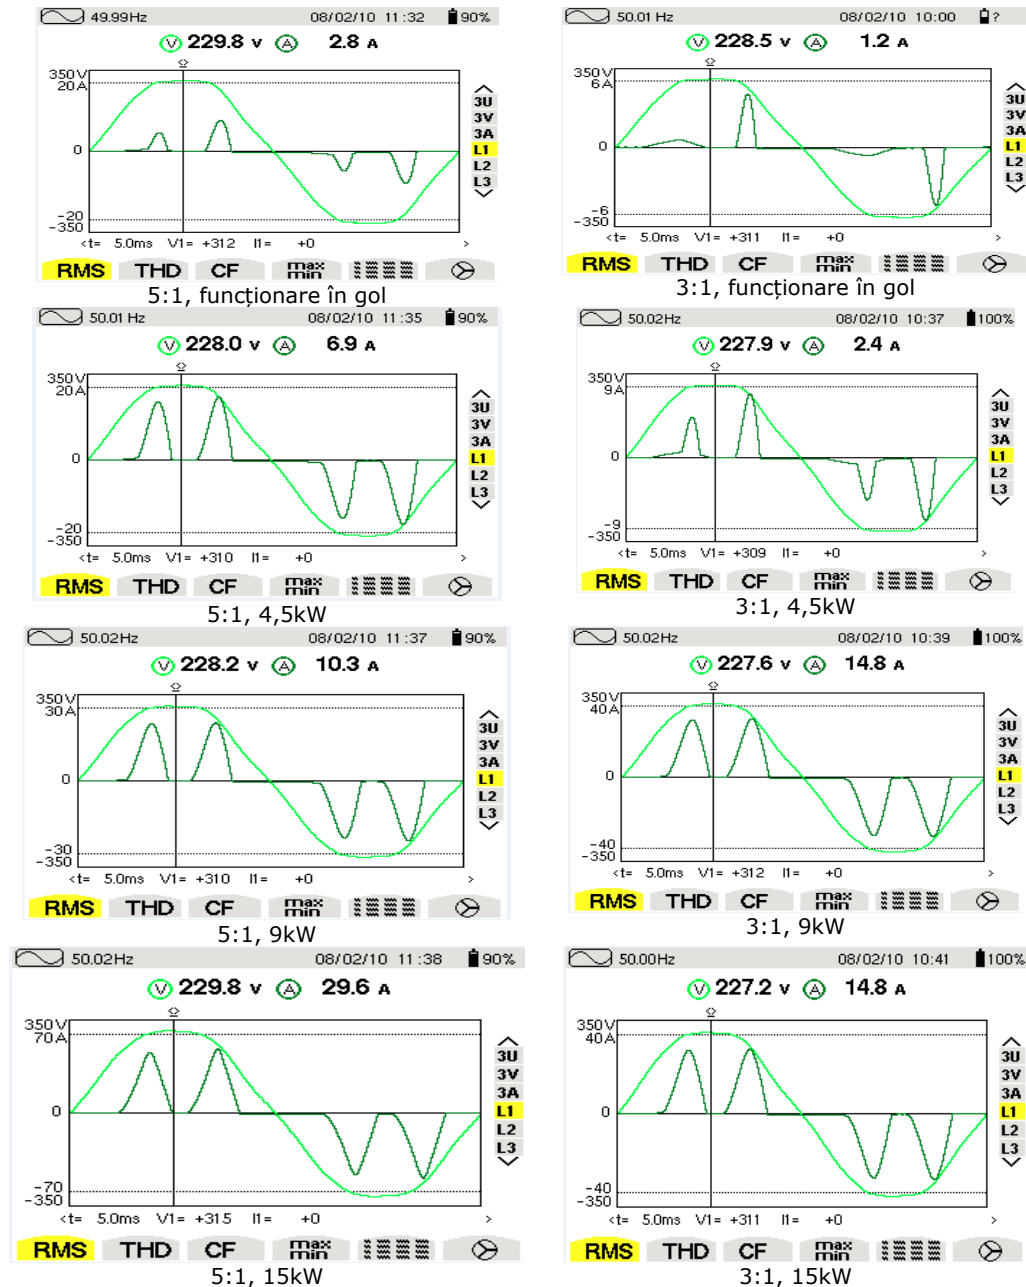 49.99Hz 08/02/10 11:32 90%
V 229.8 V A 2.8 A
350V
20A
0
-20
-350
3U
3V
3A
L1
L2
L3
<t= 5.0ms V1= +312 I1= +0 >
RMS THD CF max min
5:1, funcționare în gol
50.01 Hz 08/02/10 10:00 ?
V 228.5 V A 1.2 A
350V
6A
0
-6
-350
3U
3V
3A
L1
L2
L3
<t= 5.0ms V1= +311 I1= +0 >
RMS THD CF max min
3:1, funcționare în gol
50.01 Hz 08/02/10 11:35 90%
V 228.0 V A 6.9 A
350V
20A
0
-20
-350
3U
3V
3A
L1
L2
L3
<t= 5.0ms V1= +310 I1= +0 >
RMS THD CF max min
5:1, 4,5kW
50.02Hz 08/02/10 10:37 100%
V 227.9 V A 2.4 A
350V
9A
0
-9
-350
3U
3V
3A
L1
L2
L3
<t= 5.0ms V1= +309 I1= +0 >
RMS THD CF max min
3:1, 4,5kW
50.02Hz 08/02/10 11:37 90%
V 228.2 V A 10.3 A
350V
30A
0
-30
-350
3U
3V
3A
L1
L2
L3
<t= 5.0ms V1= +310 I1= +0 >
RMS THD CF max min
5:1, 9kW
50.02Hz 08/02/10 10:39 100%
V 227.6 V A 14.8 A
350V
40A
0
-40
-350
3U
3V
3A
L1
L2
L3
<t= 5.0ms V1= +312 I1= +0 >
RMS THD CF max min
3:1, 9kW
50.02Hz 08/02/10 11:38 90%
V 229.8 V A 29.6 A
350V
70A
0
-70
-350
3U
3V
3A
L1
L2
L3
<t= 5.0ms V1= +315 I1= +0 >
RMS THD CF max min
5:1, 15kW
50.00Hz 08/02/10 10:41 100%
V 227.2 V A 14.8 A
350V
40A
0
-40
-350
3U
3V
3A
L1
L2
L3
<t= 5.0ms V1= +311 I1= +0 >
RMS THD CF max min
3:1, 15kW